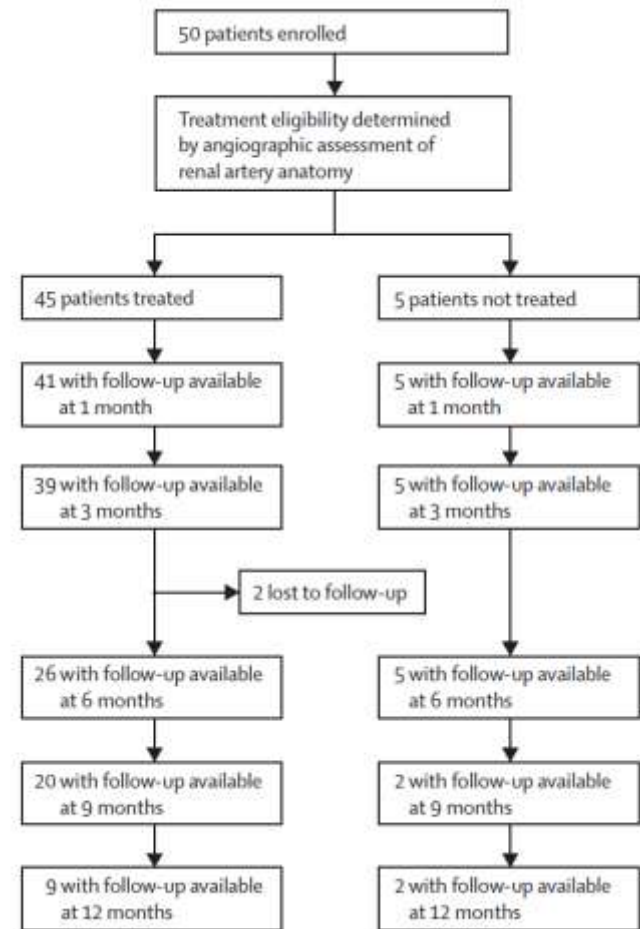 50 patients enrolled
Treatment eligibility determined
by angiographic assessment of
renal artery anatomy
45 patients treated
5 patients not treated
41 with follow-up available
at 1 month
5 with follow-up available
at 1 month
39 with follow-up available
at 3 months
5 with follow-up available
at 3 months
2 lost to follow-up
26 with follow-up available
at 6 months
5 with follow-up available
at 6 months
20 with follow-up available
at 9 months
2 with follow-up available
at 9 months
9 with follow-up available
at 12 months
2 with follow-up available
at 12 months